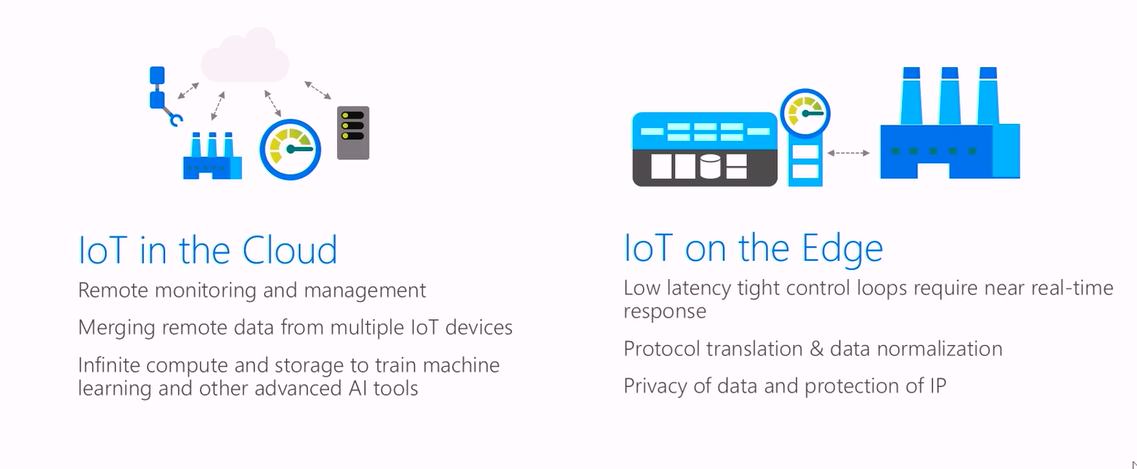 IoT in the Cloud
Remote monitoring and management
Merging remote data from multiple IoT devices
Infinite compute and storage to train machine
learning and other advanced AI tools
IoT on the Edge
Low latency tight control loops require near real-time
response
Protocol translation & data normalization
Privacy of data and protection of IP